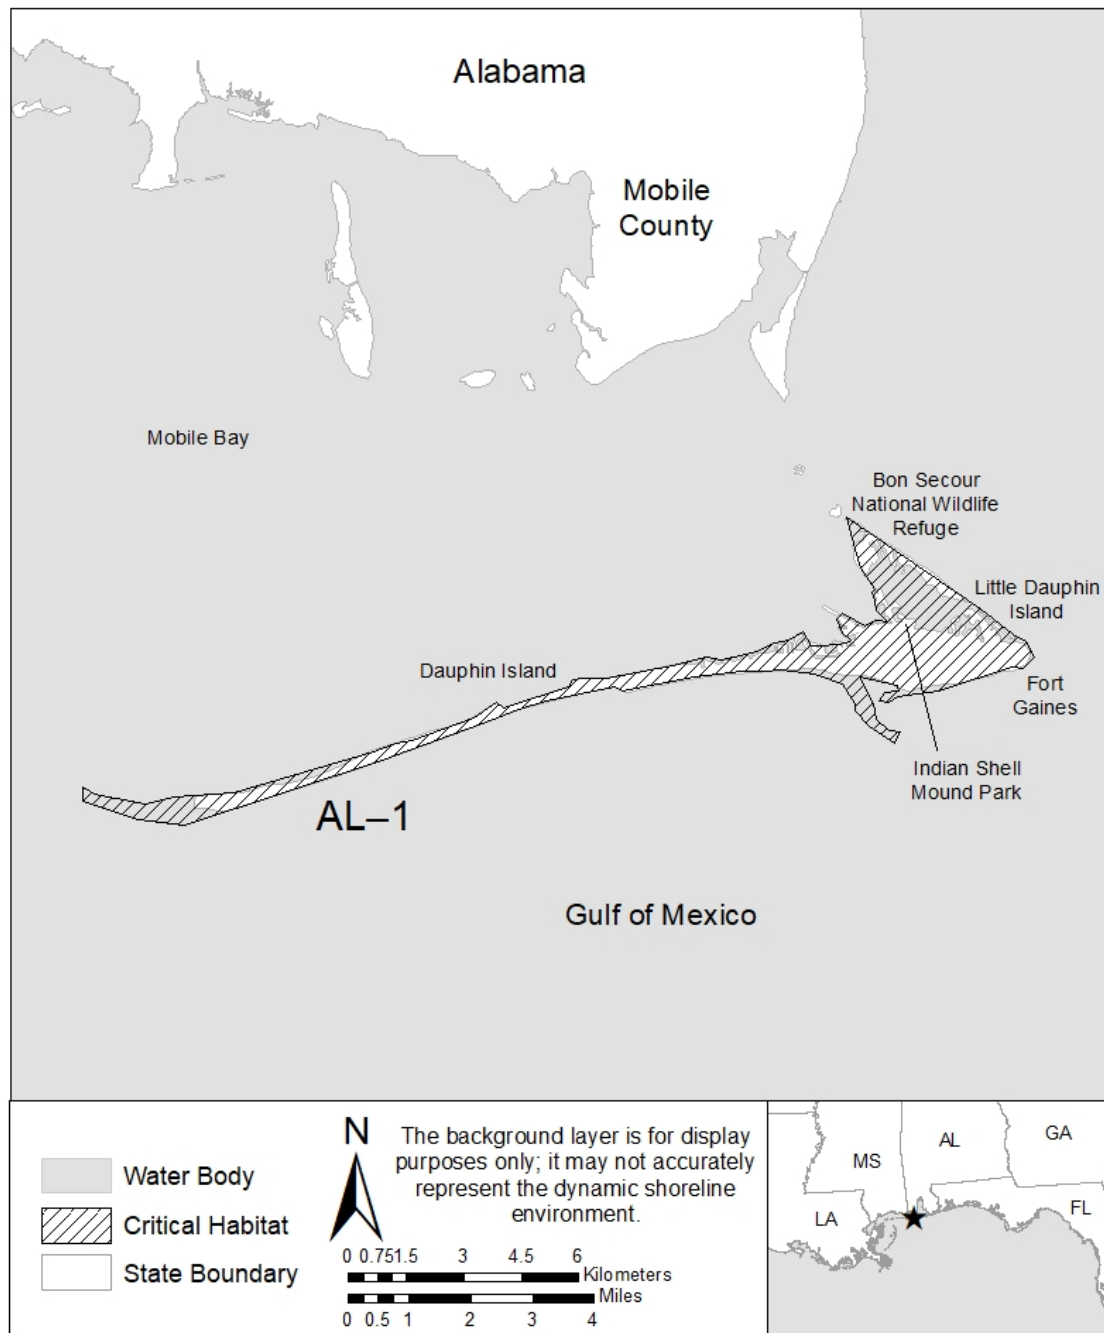 Alabama
Mobile
County
Mobile Bay
Bon Secour
National Wildlife
Refuge
Little Dauphin
Island
Dauphin Island
Fort
Gaines
Indian Shell
Mound Park
AL–1
Gulf of Mexico
Water Body
Critical Habitat
State Boundary
N
The background layer is for display
purposes only; it may not accurately
represent the dynamic shoreline
environment.
0 0.75 1.5 3 4.5 6
Kilometers
Miles
0 0.5 1 2 3 4
MS
AL
GA
LA
FL